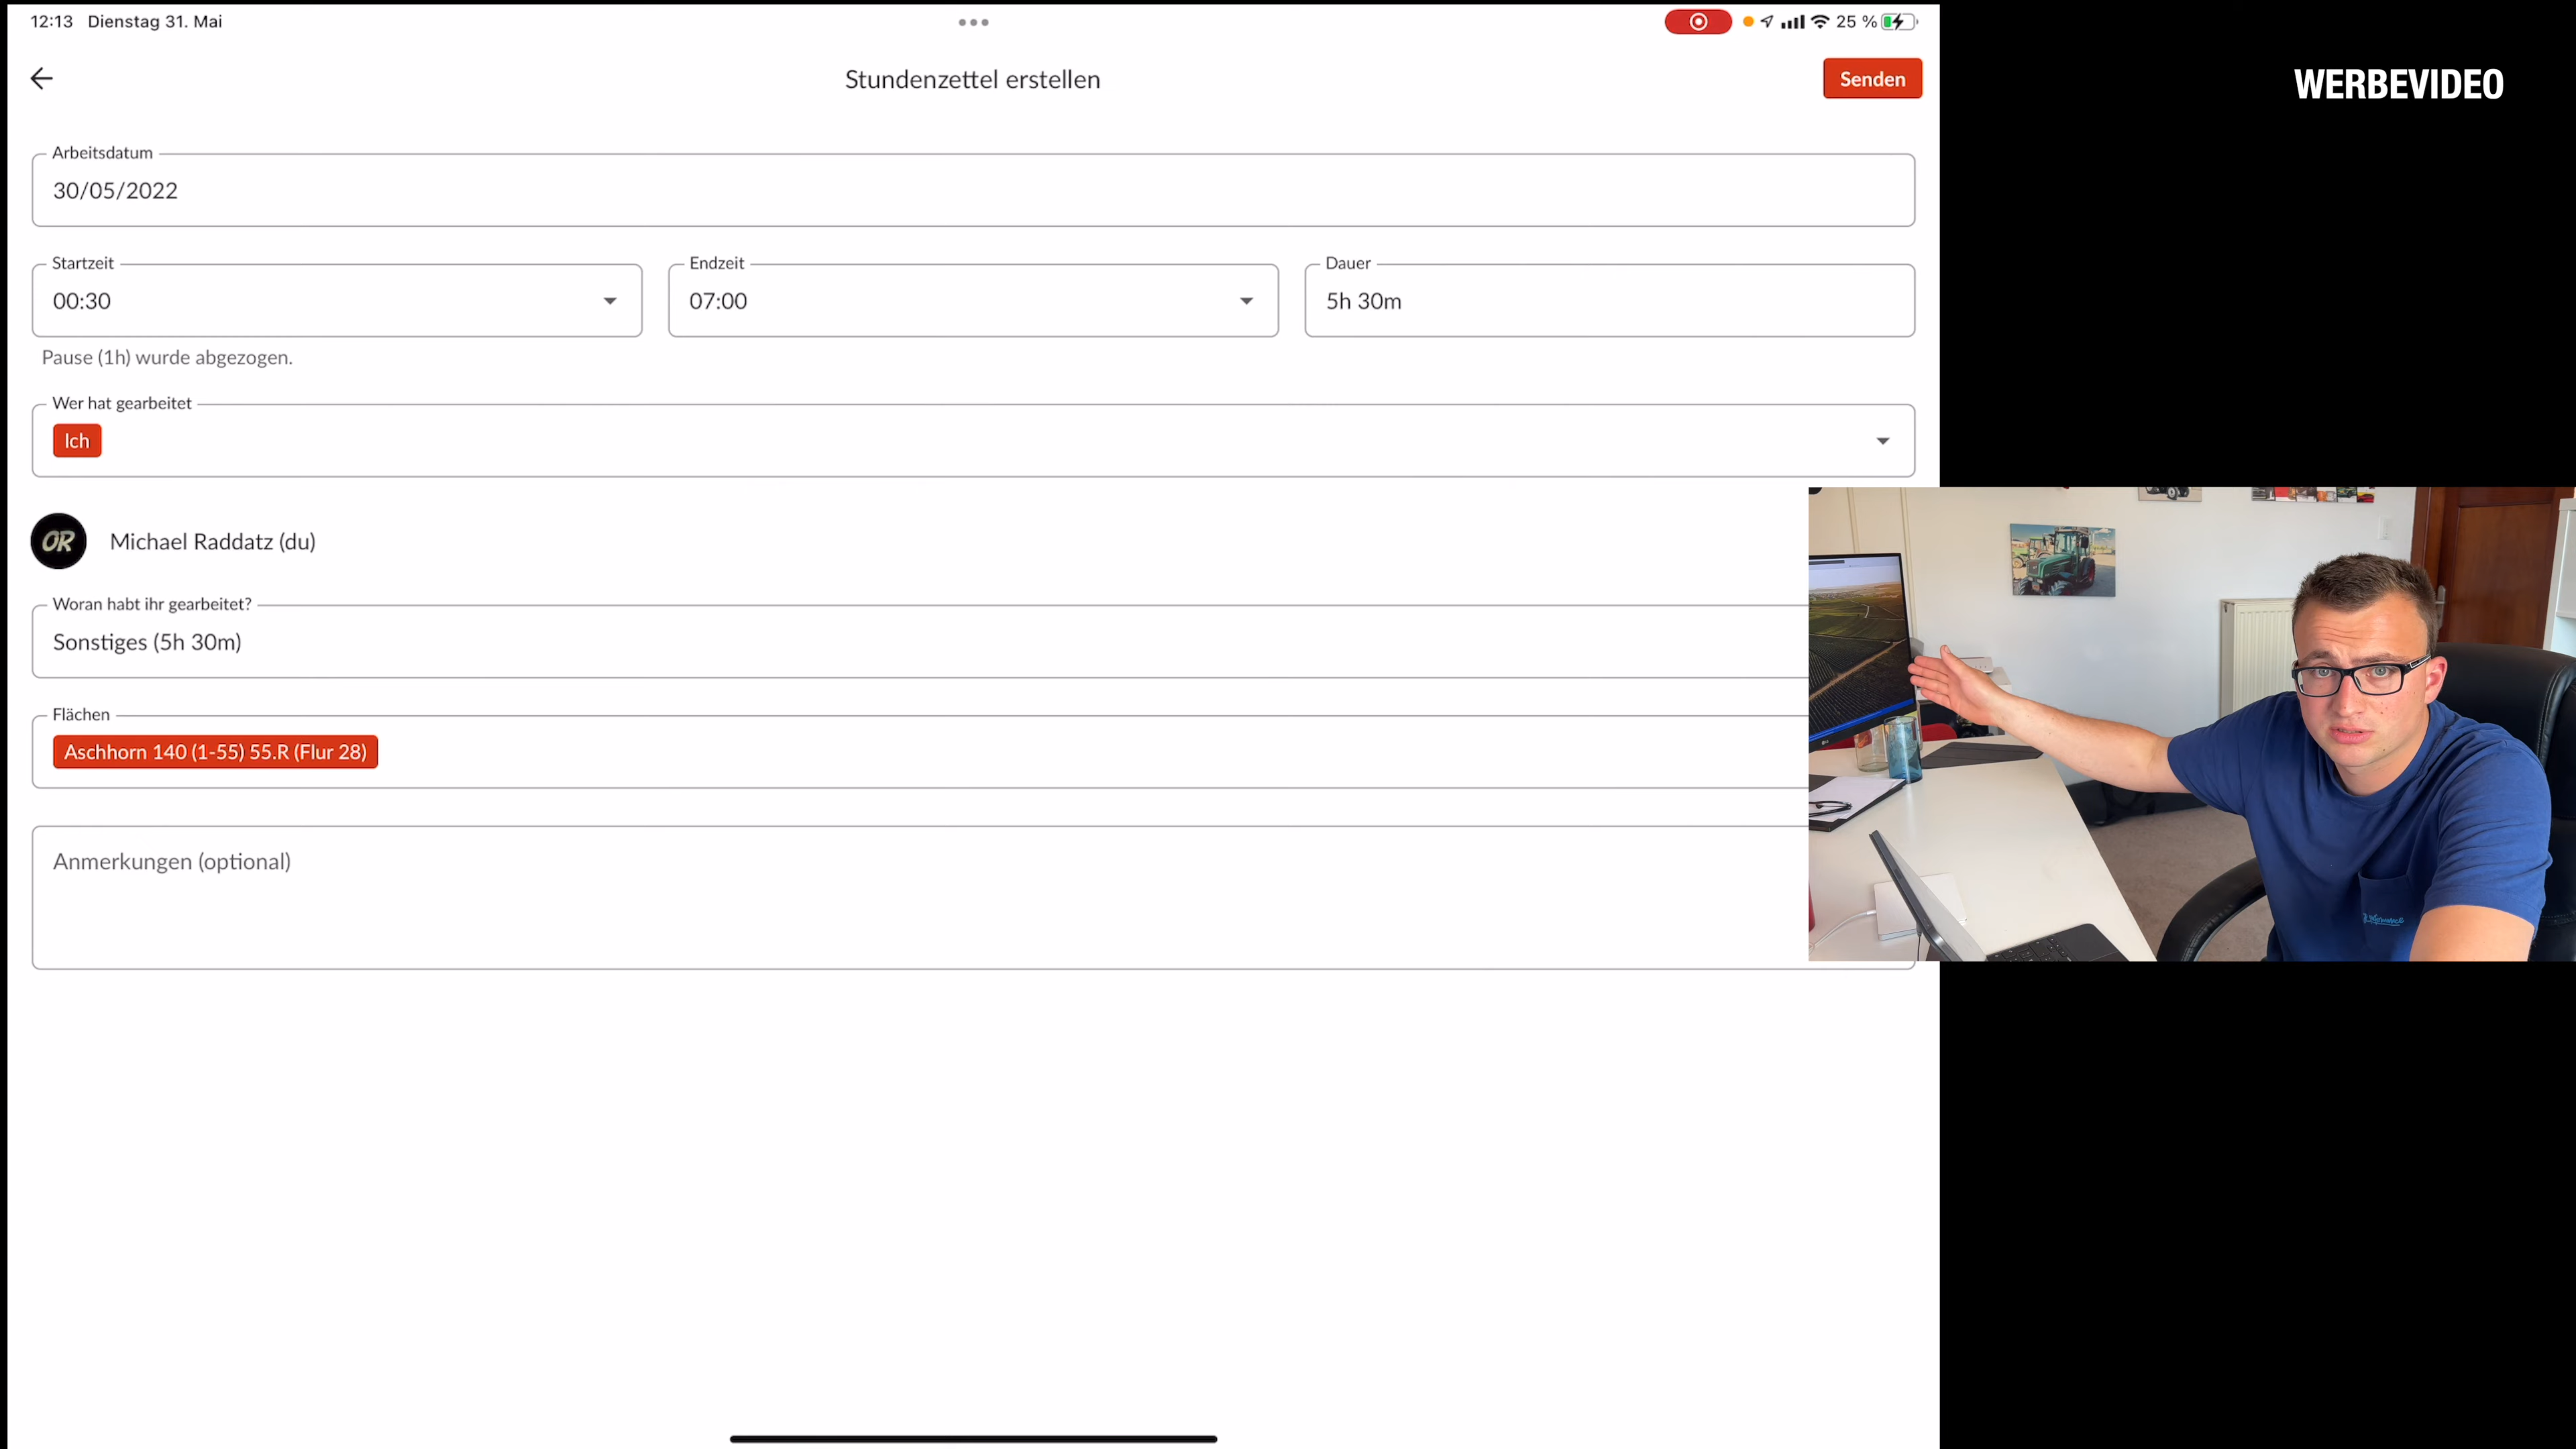 12:13 Dienstag 31. Mai
25 %
Stundenzettel erstellen
Senden
WERBEVIDEO
Arbeitsdatum
30/05/2022
Startzeit
00:30
Endzeit
07:00
Dauer
5h 30m
Pause (1h) wurde abgezogen.
Wer hat gearbeitet
Ich
OR
Michael Raddatz (du)
Woran habt ihr gearbeitet?
Sonstiges (5h 30m)
Flächen
Aschhorn 140 (1-55) 55.R (Flur 28)
Anmerkungen (optional)